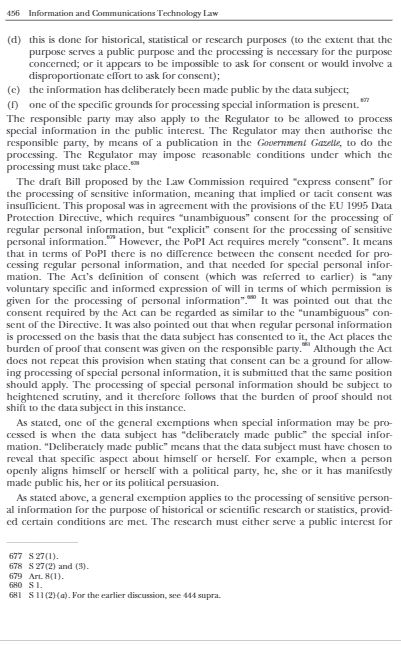 456 Information and Communications Technology Law
(d) this is done for historical, statistical or research purposes (to the extent that the
purpose serves a public purpose and the processing is necessary for the purpose
concerned; or it appears to be impossible to ask for consent or would involve a
disproportionate effort to ask for consent);
(e) the information has deliberately been made public by the data subject;
(f) one of the specific grounds for processing special information is present.677
The responsible party may also apply to the Regulator to be allowed to process
special information in the public interest. The Regulator may then authorise the
responsible party, by means of a publication in the Government Gazette, to do the
processing. The Regulator may impose reasonable conditions under which the
processing must take place.678
The draft Bill proposed by the Law Commission required “express consent” for
the processing of sensitive information, meaning that implied or tacit consent was
insufficient. This proposal was in agreement with the provisions of the EU 1995 Data
Protection Directive, which requires “unambiguous” consent for the processing of
regular personal information, but “explicit” consent for the processing of sensitive
personal information.679 However, the PoPI Act requires merely “consent”. It means
that in terms of PoPI there is no difference between the consent needed for pro-
cessing regular personal information, and that needed for special personal infor-
mation. The Act’s definition of consent (which was referred to earlier) is “any
voluntary specific and informed expression of will in terms of which permission is
given for the processing of personal information”.680 It was pointed out that the
consent required by the Act can be regarded as similar to the “unambiguous” con-
sent of the Directive. It was also pointed out that when regular personal information
is processed on the basis that the data subject has consented to it, the Act places the
burden of proof that consent was given on the responsible party.681 Although the Act
does not repeat this provision when stating that consent can be a ground for allow-
ing processing of special personal information, it is submitted that the same position
should apply. The processing of special personal information should be subject to
heightened scrutiny, and it therefore follows that the burden of proof should not
shift to the data subject in this instance.
As stated, one of the general exemptions when special information may be pro-
cessed is when the data subject has “deliberately made public” the special infor-
mation. “Deliberately made public” means that the data subject must have chosen to
reveal that specific aspect about himself or herself. For example, when a person
openly aligns himself or herself with a political party, he, she or it has manifestly
made public his, her or its political persuasion.
As stated above, a general exemption applies to the processing of sensitive person-
al information for the purpose of historical or scientific research or statistics, provid-
ed certain conditions are met. The research must either serve a public interest for
677 S 27(1).
678 S 27(2) and (3).
679 Art. 8(1).
680 S 1.
681 S 11(2)(a). For the earlier discussion, see 444 supra.